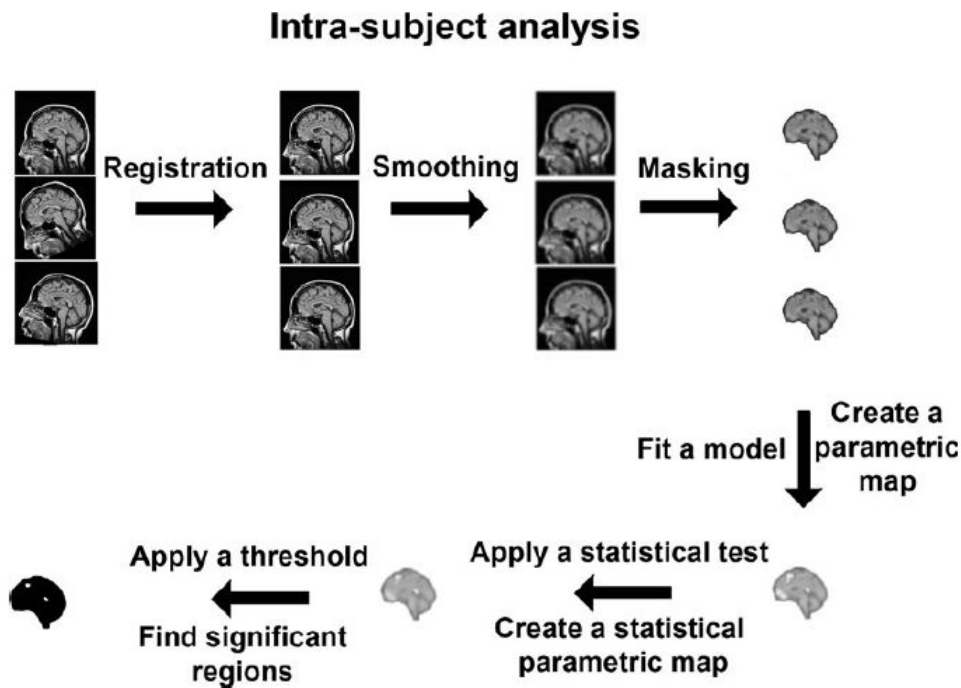 Intra-subject analysis
Registration
Smoothing
Masking
Fit a model
Create a
parametric
map
Apply a statistical test
Create a statistical
parametric map
Apply a threshold
Find significant
regions